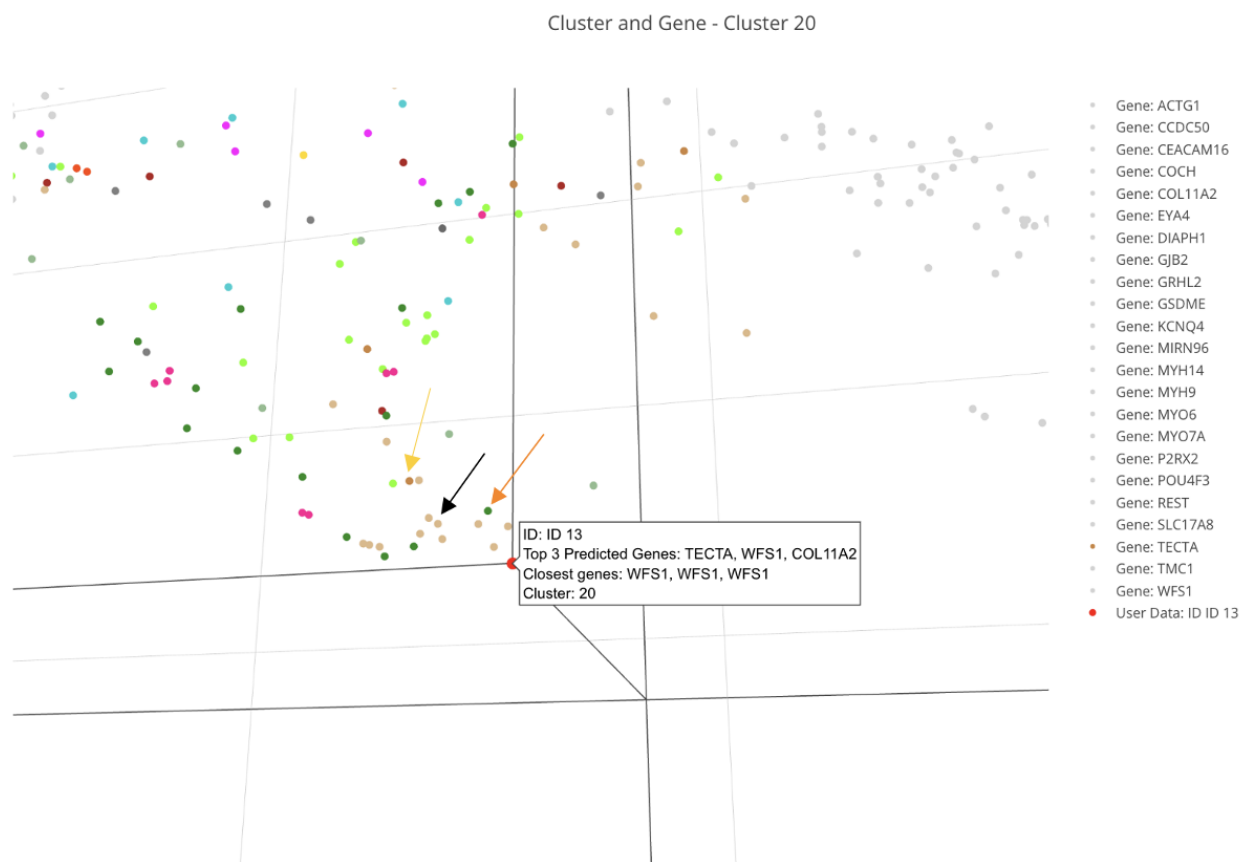 Cluster and Gene - Cluster 20
Gene: ACTG1
Gene: CCDC50
Gene: CEACAM16
Gene: COCH
Gene: COL11A2
Gene: EYA4
Gene: DIAPH1
Gene: GJB2
Gene: GRHL2
Gene: GSDME
Gene: KCNQ4
Gene: MIRN96
Gene: MYH14
Gene: MYH9
Gene: MYO6
Gene: MYO7A
Gene: P2RX2
Gene: POU4F3
Gene: REST
Gene: SLC17A8
Gene: TECTA
Gene: TMC1
Gene: WFS1
User Data: ID ID 13
ID: ID 13
Top 3 Predicted Genes: TECTA, WFS1, COL11A2
Closest genes: WFS1, WFS1, WFS1
Cluster: 20